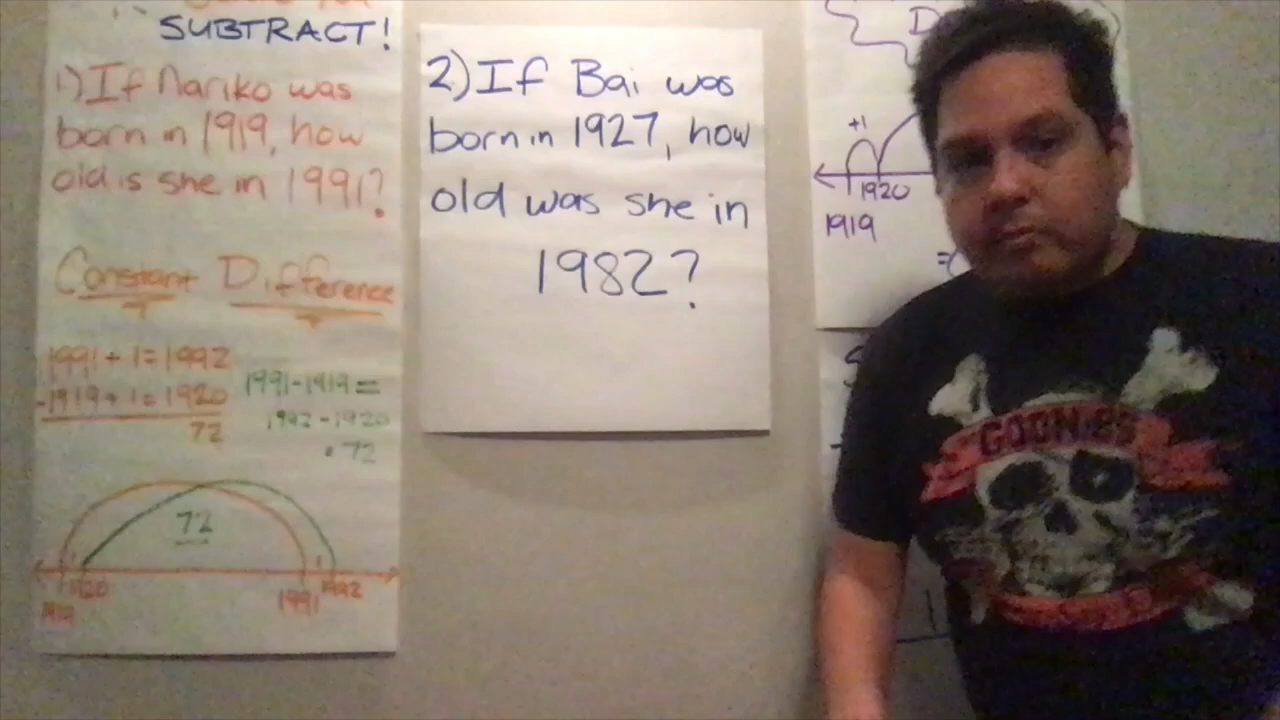 SUBTRACT!
1) If Nariko was
born in 1919, how
old is she in 1991?
Constant Difference
1991 + 1 = 1992
-1919 + 1 = 1920
72
1991-1919=
1992-1920
=72
72
1920
1919
1991
1992
2) If Bai was
born in 1927, how
old was she in
1982?
D
+1
1920
1919
=
GOONIES